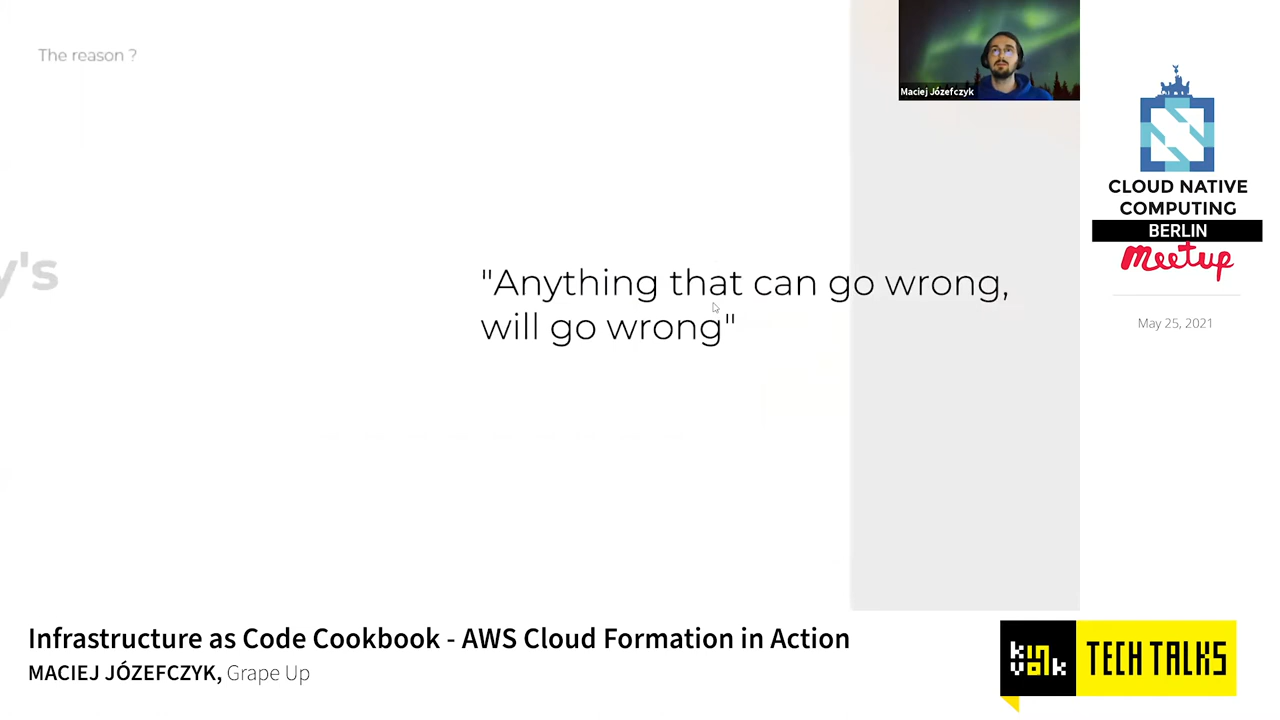 The reason ?
Maciej Józefczyk
y's
"Anything that can go wrong,
will go wrong"
CLOUD NATIVE
COMPUTING
BERLIN
Meetup
May 25, 2021
Infrastructure as Code Cookbook - AWS Cloud Formation in Action
MACIEJ JÓZEFCZYK, Grape Up
kinvolk
TECH TALKS